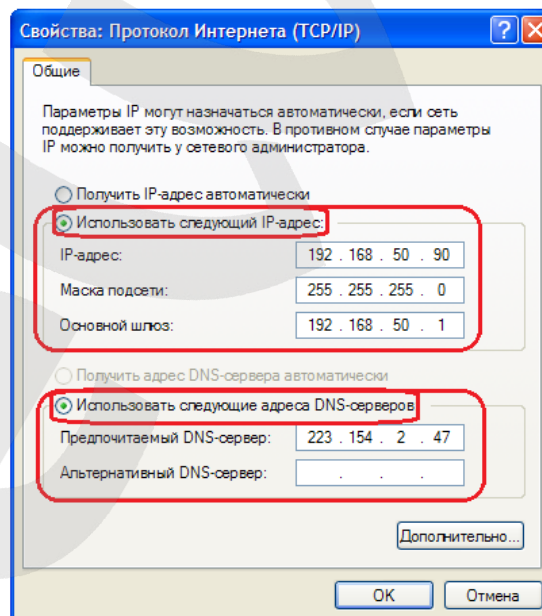 Свойства: Протокол Интернета (TCP/IP)
Общие
Параметры IP могут назначаться автоматически, если сеть
поддерживает эту возможность. В противном случае параметры
IP можно получить у сетевого администратора.
Получить IP-адрес автоматически
Использовать следующий IP-адрес:
IP-адрес: 192 . 168 . 50 . 90
Маска подсети: 255 . 255 . 255 . 0
Основной шлюз: 192 . 168 . 50 . 1
Получить адрес DNS-сервера автоматически
Использовать следующие адреса DNS-серверов
Предпочитаемый DNS-сервер: 223 . 154 . 2 . 47
Альтернативный DNS-сервер: . . .
Дополнительно...
OK Отмена